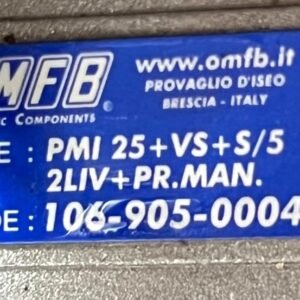 MFB
www.omfb.it
PROVAGLIO D'ISEO
BRESCIA - ITALY
IC COMPONENTS
E : PMI 25+VS+S/5
2LIV+PR.MAN.
DE : 106-905-0004